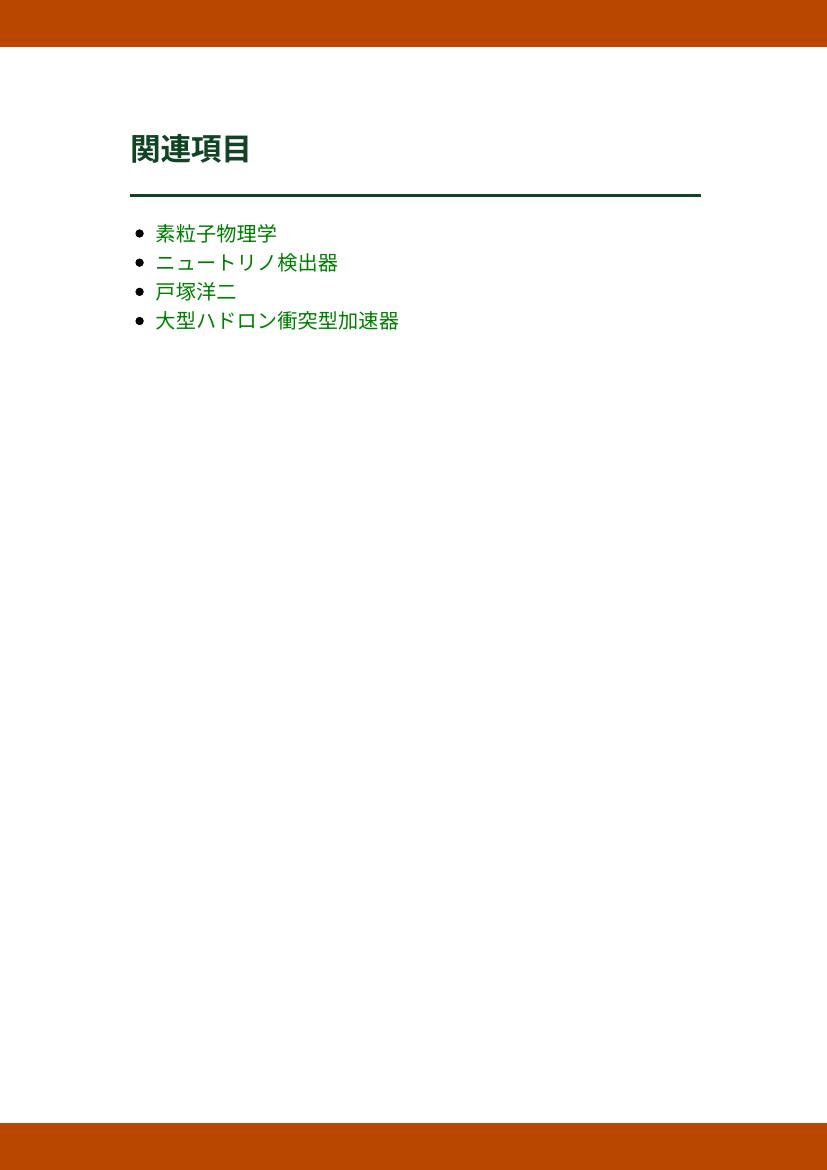 関連項目
素粒子物理学
ニュートリノ検出器
戸塚洋二
大型ハドロン衝突型加速器